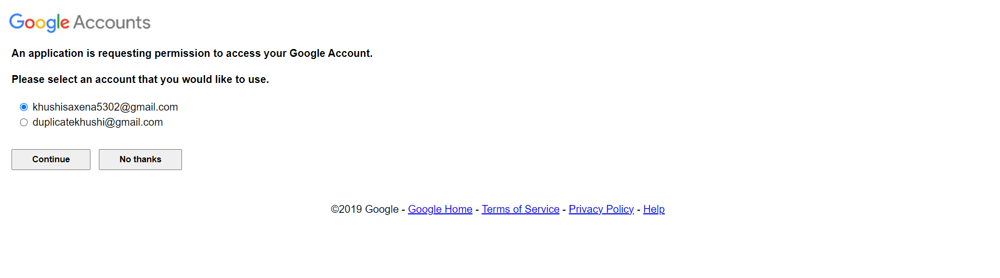 Google Accounts
An application is requesting permission to access your Google Account.
Please select an account that you would like to use.
khushisaxena5302@gmail.com
duplicatekhushi@gmail.com
Continue No thanks
©2019 Google - Google Home - Terms of Service - Privacy Policy - Help